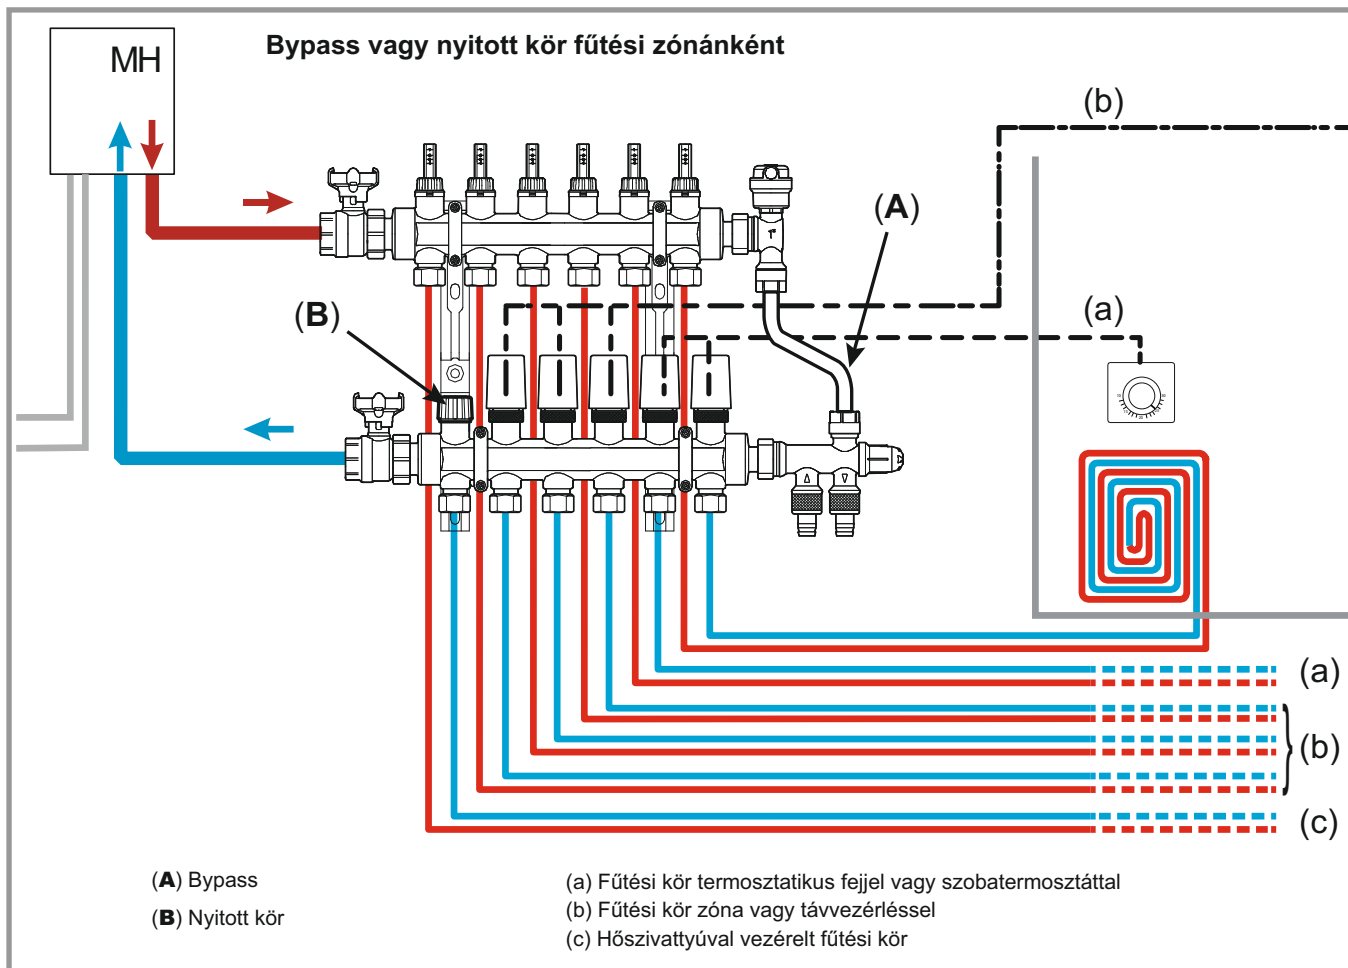 Bypass vagy nyitott kör fűtési zónánként
MH
(b)
(A)
(a)
(B)
(a)
(b)
(c)
(A) Bypass
(B) Nyitott kör
(a) Fűtési kör termosztatikus fejjel vagy szobatermosztáttal
(b) Fűtési kör zóna vagy távvezérléssel
(c) Hőszivattyúval vezérelt fűtési kör